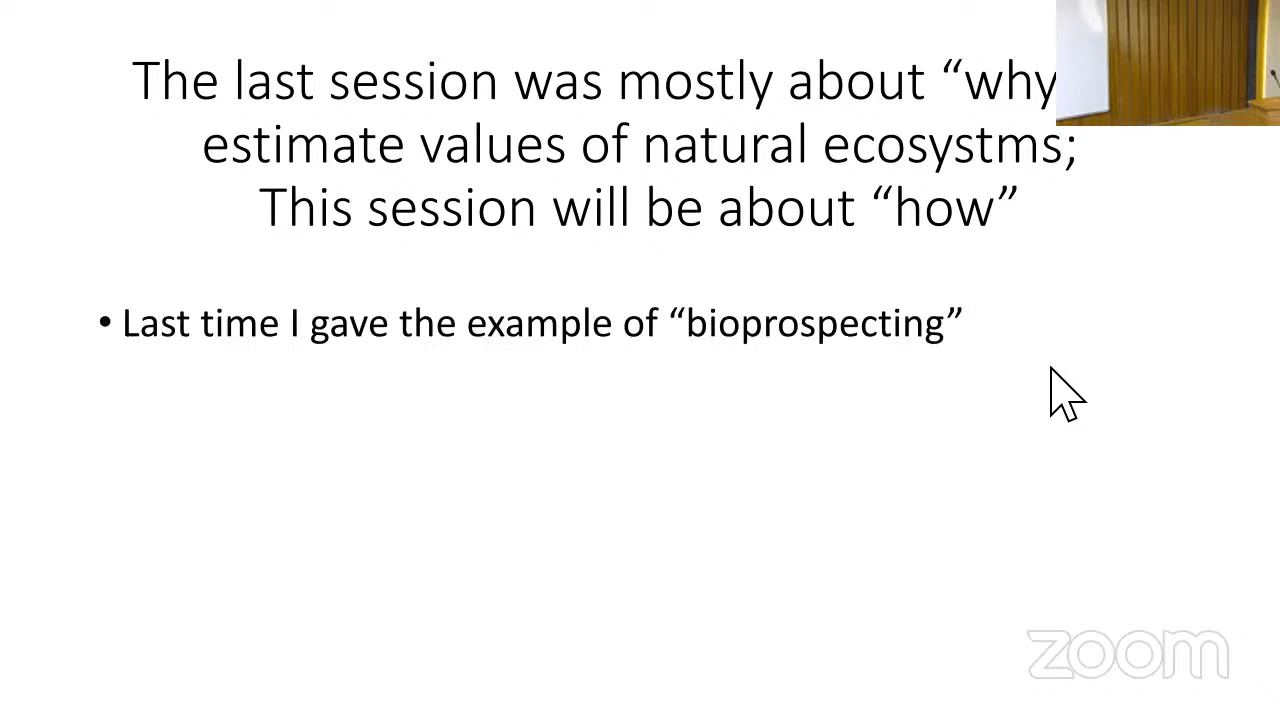 The last session was mostly about “why
estimate values of natural ecosystms;
This session will be about “how”
• Last time I gave the example of “bioprospecting”
zoom